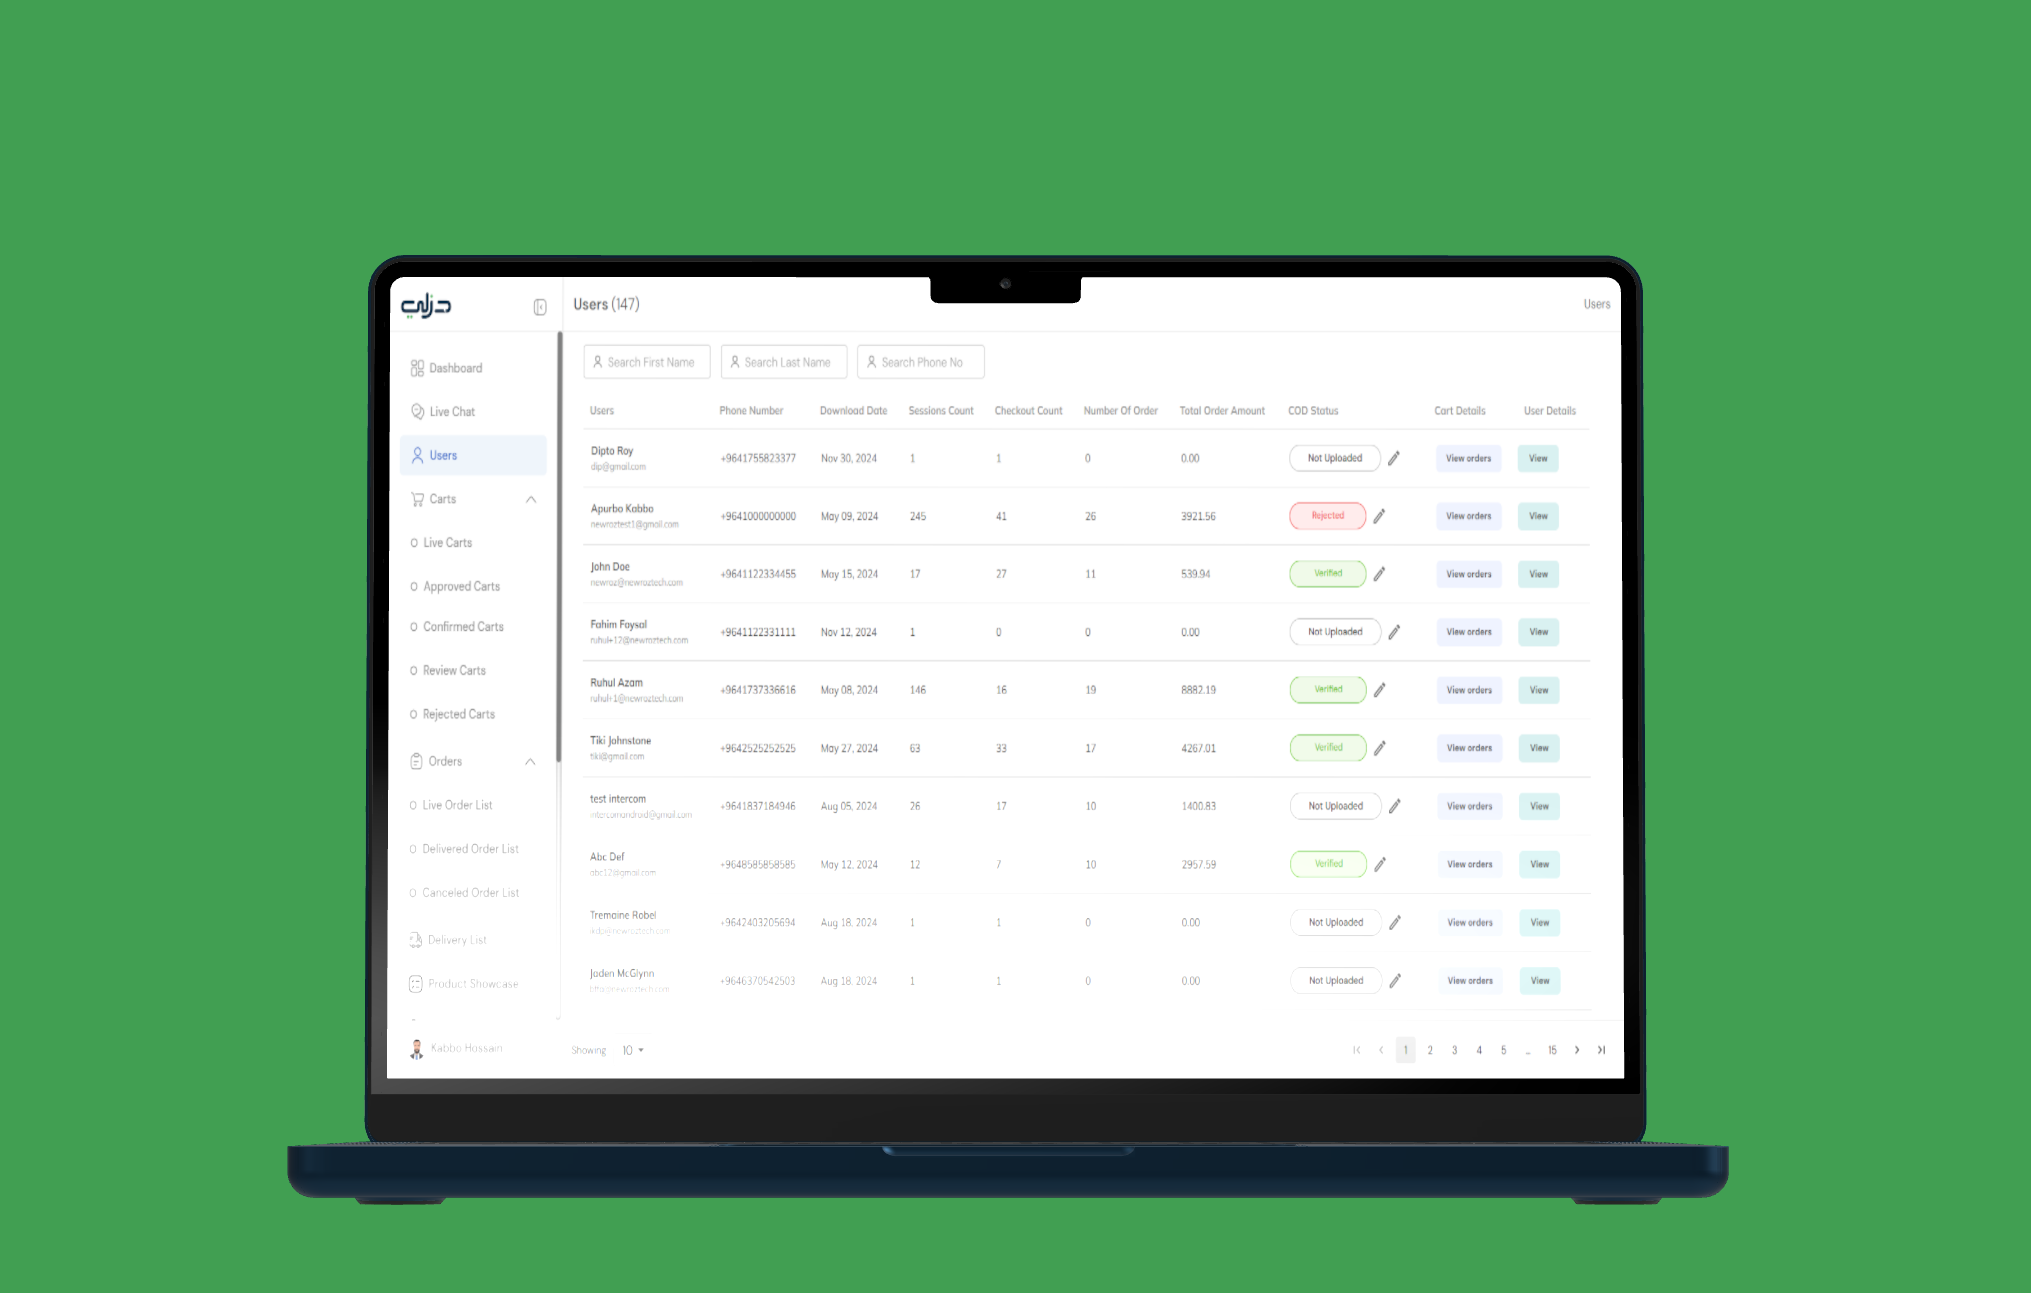 دزلي
Users (147)
Users
Dashboard
Live Chat
Users
Carts
Live Carts
Approved Carts
Confirmed Carts
Review Carts
Rejected Carts
Orders
Live Order List
Delivered Order List
Canceled Order List
Delivery List
Product Showcase
Kabbo Hossain
Search First Name Search Last Name Search Phone No
Users Phone Number Download Date Sessions Count Checkout Count Number Of Order Total Order Amount COD Status Cart Details User Details
Dipto Roy
dip@gmail.com
+9641755823377 Nov 30, 2024 1 1 0 0.00 Not Uploaded View orders View
Apurbo Kabbo
newroztest1@gmail.com
+9641000000000 May 09, 2024 245 41 26 3921.56 Rejected View orders View
John Doe
newroz@newroztech.com
+9641122334455 May 15, 2024 17 27 11 539.94 Verified View orders View
Fahim Foysal
ruhul+12@newroztech.com
+9641122331111 Nov 12, 2024 1 0 0 0.00 Not Uploaded View orders View
Ruhul Azam
ruhul+1@newroztech.com
+9641737336616 May 08, 2024 146 16 19 8882.19 Verified View orders View
Tiki Johnstone
tiki@gmail.com
+9642525252525 May 27, 2024 63 33 17 4267.01 Verified View orders View
test intercom
intercomandroid@gmail.com
+9641837184946 Aug 05, 2024 26 17 10 1400.83 Not Uploaded View orders View
Abc Def
abc12@gmail.com
+9648585858585 May 12, 2024 12 7 10 2957.59 Verified View orders View
Tremaine Robel
+9647403205694 Aug 18, 2024 1 1 0 0.00 Not Uploaded View orders View
Jaden McGlynn
+9646370542503 Aug 18, 2024 1 1 0 0.00 Not Uploaded View orders View
Showing 10
1 2 3 4 5 ... 15